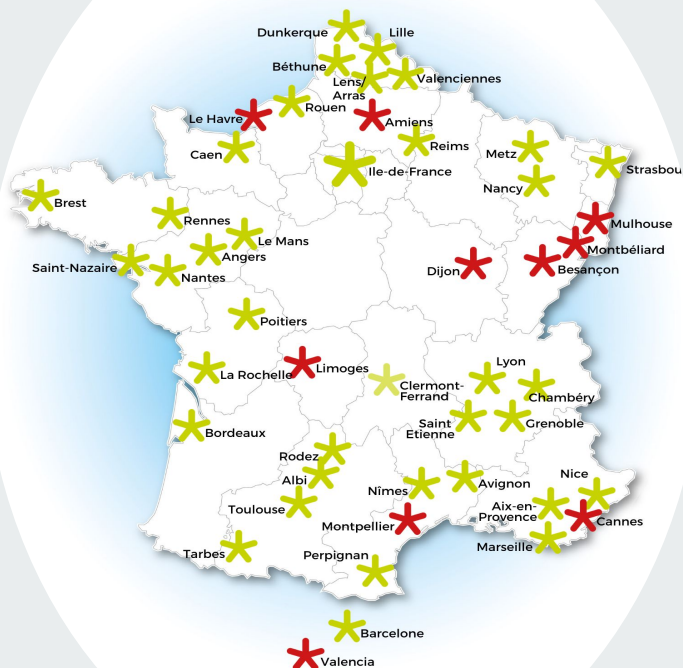 Dunkerque
Lille
Béthune
Lens/
Arras
Valenciennes
Le Havre
Rouen
Amiens
Caen
Reims
Metz
Ile-de-France
Strasbou
Nancy
Brest
Rennes
Mulhouse
Le Mans
Montbéliard
Angers
Saint-Nazaire
Nantes
Dijon
Besançon
Poitiers
Lyon
Limoges
La Rochelle
Clermont-
Ferrand
Chambéry
Saint
Etienne
Grenoble
Bordeaux
Rodez
Albi
Nîmes
Avignon
Nice
Toulouse
Aix-en-
Provence
Montpellier
Cannes
Marseille
Tarbes
Perpignan
Barcelone
Valencia